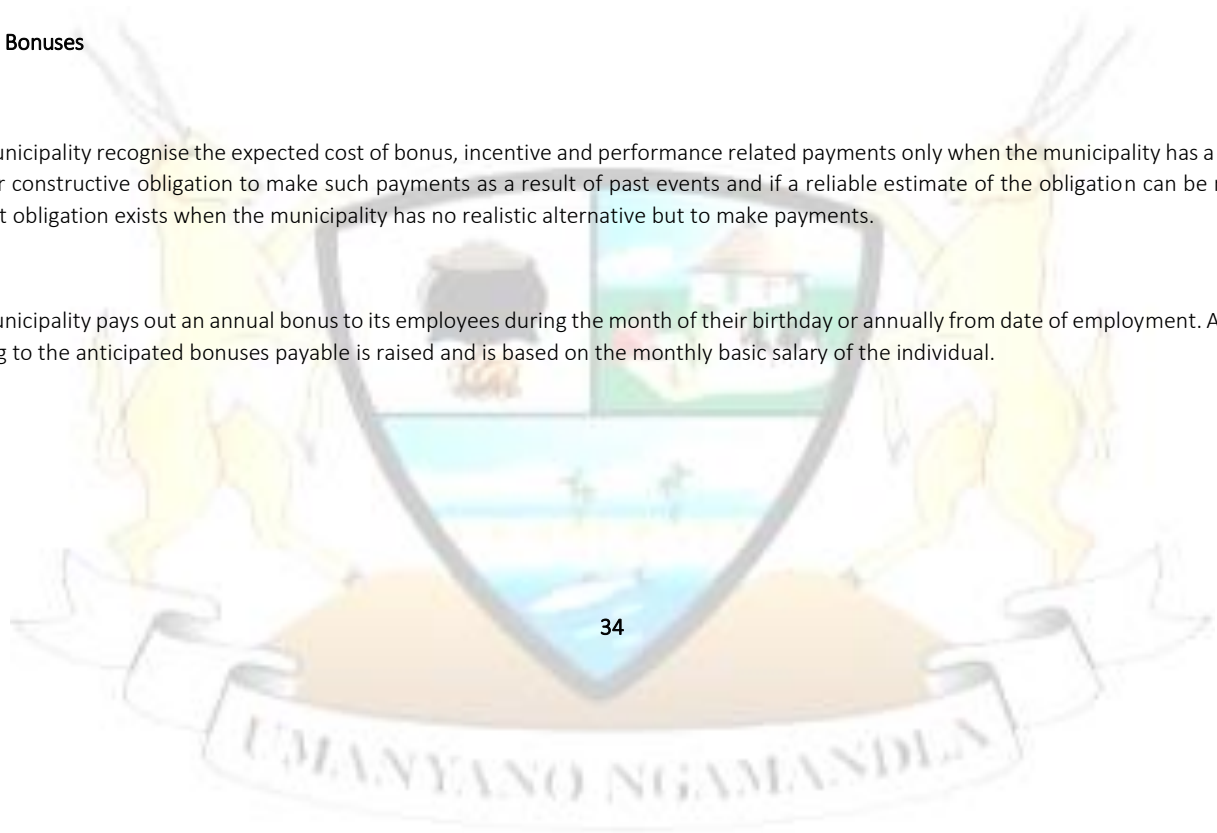 Bonuses
unicipality recognise the expected cost of bonus, incentive and performance related payments only when the municipality has a
r constructive obligation to make such payments as a result of past events and if a reliable estimate of the obligation can be
t obligation exists when the municipality has no realistic alternative but to make payments.
unicipality pays out an annual bonus to its employees during the month of their birthday or annually from date of employment. A
g to the anticipated bonuses payable is raised and is based on the monthly basic salary of the individual.
34
UMANYANO NGAMANDLA